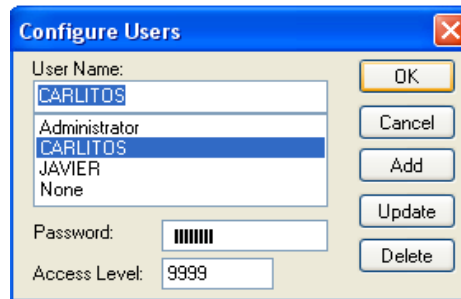 Configure Users
User Name:
CARLITOS
Administrator
CARLITOS
JAVIER
None
Password:
Access Level: 9999
OK
Cancel
Add
Update
Delete